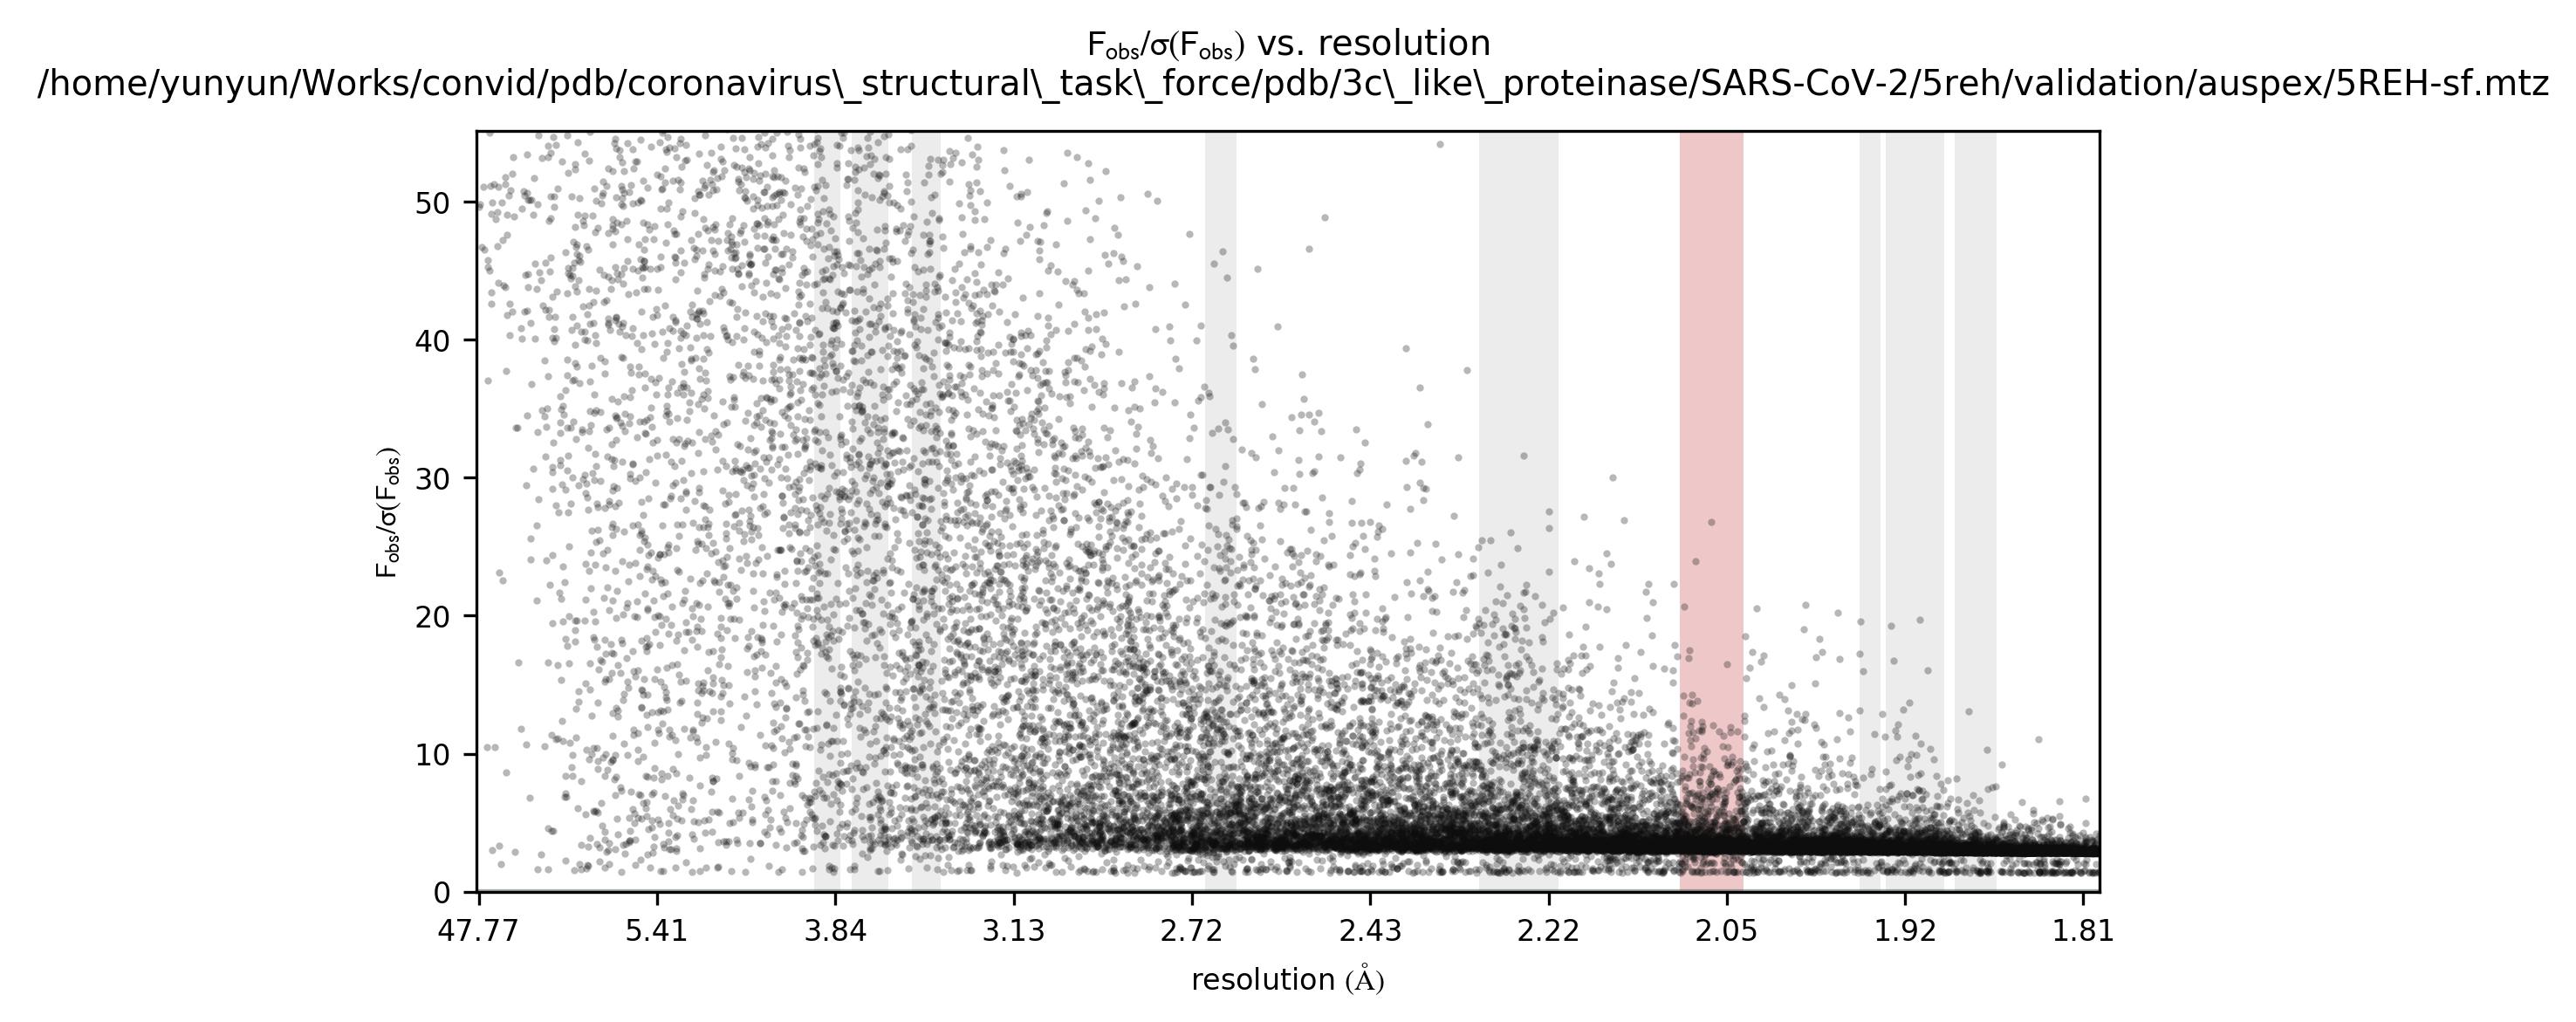 Fobs/σ(Fobs) vs. resolution
/home/yunyun/Works/convid/pdb/coronavirus\_structural\_task\_force/pdb/3c\_like\_proteinase/SARS-CoV-2/5reh/validation/auspex/5REH-sf.mtz
Fobs/σ(Fobs)
50
40
30
20
10
0
47.77 5.41 3.84 3.13 2.72 2.43 2.22 2.05 1.92 1.81
resolution (Å)